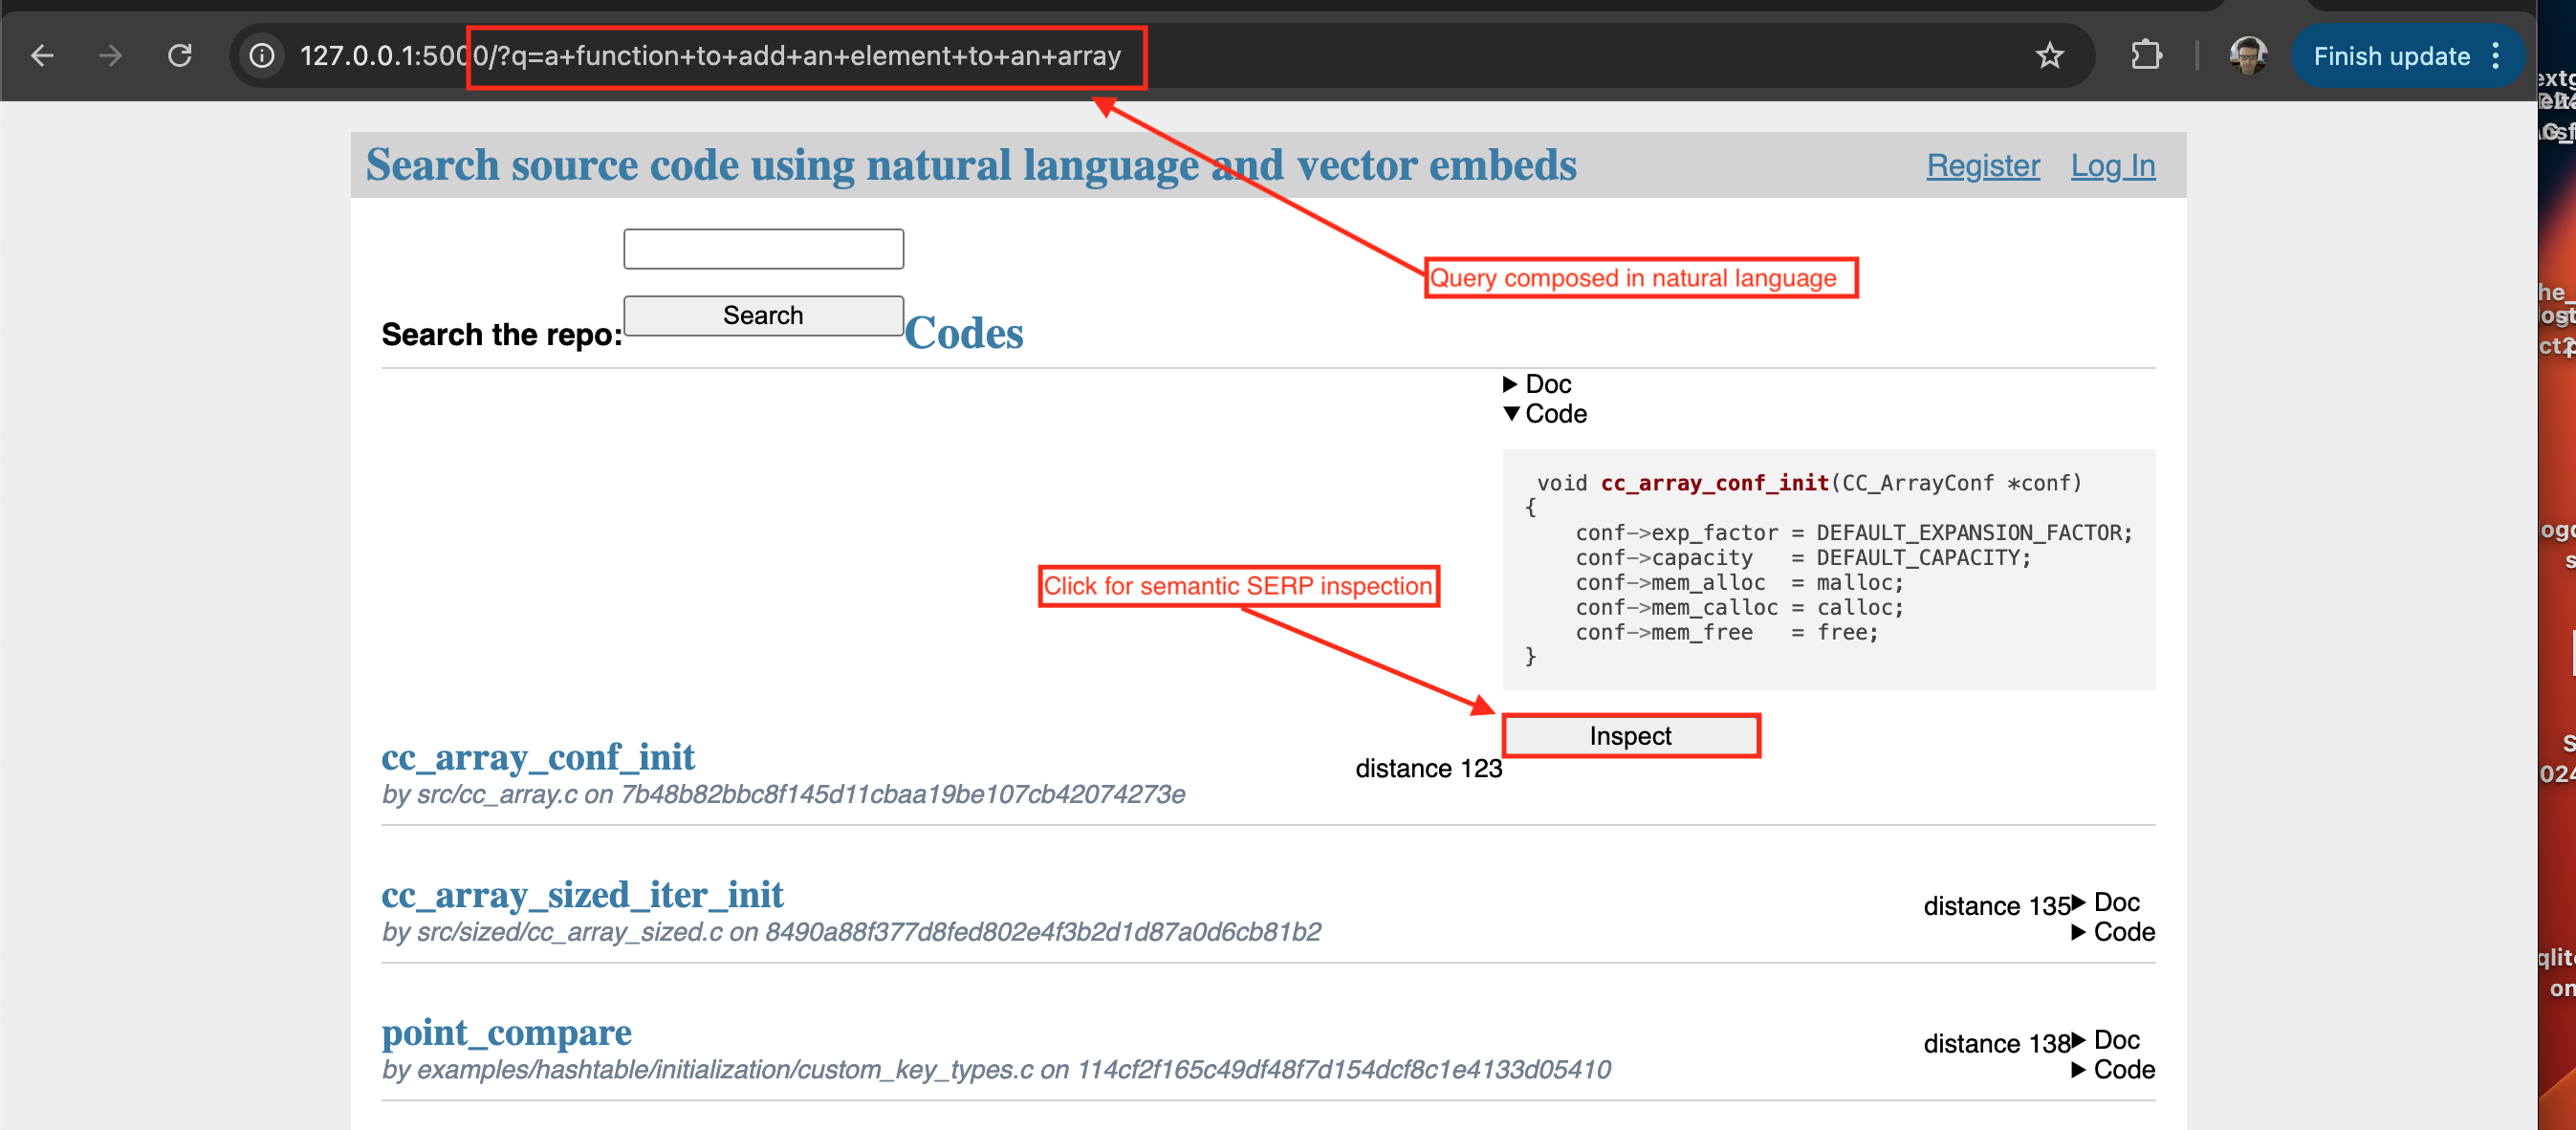 127.0.0.1:5000/?q=a+function+to+add+an+element+to+an+array
Finish update
Search source code using natural language and vector embeds
Register Log In
Query composed in natural language
Search
Search the repo:
Codes
Doc
Code
void cc_array_conf_init(CC_ArrayConf *conf)
{
conf->exp_factor = DEFAULT_EXPANSION_FACTOR;
conf->capacity = DEFAULT_CAPACITY;
conf->mem_alloc = malloc;
conf->mem_calloc = calloc;
conf->mem_free = free;
}
Click for semantic SERP inspection
Inspect
cc_array_conf_init
distance 123
by src/cc_array.c on 7b48b82bbc8f145d11cbaa19be107cb42074273e
cc_array_sized_iter_init
distance 135
Doc
by src/sized/cc_array_sized.c on 8490a88f377d8fed802e4f3b2d1d87a0d6cb81b2
Code
point_compare
distance 138
Doc
by examples/hashtable/initialization/custom_key_types.c on 114cf2f165c49df48f7d154dcf8c1e4133d05410
Code